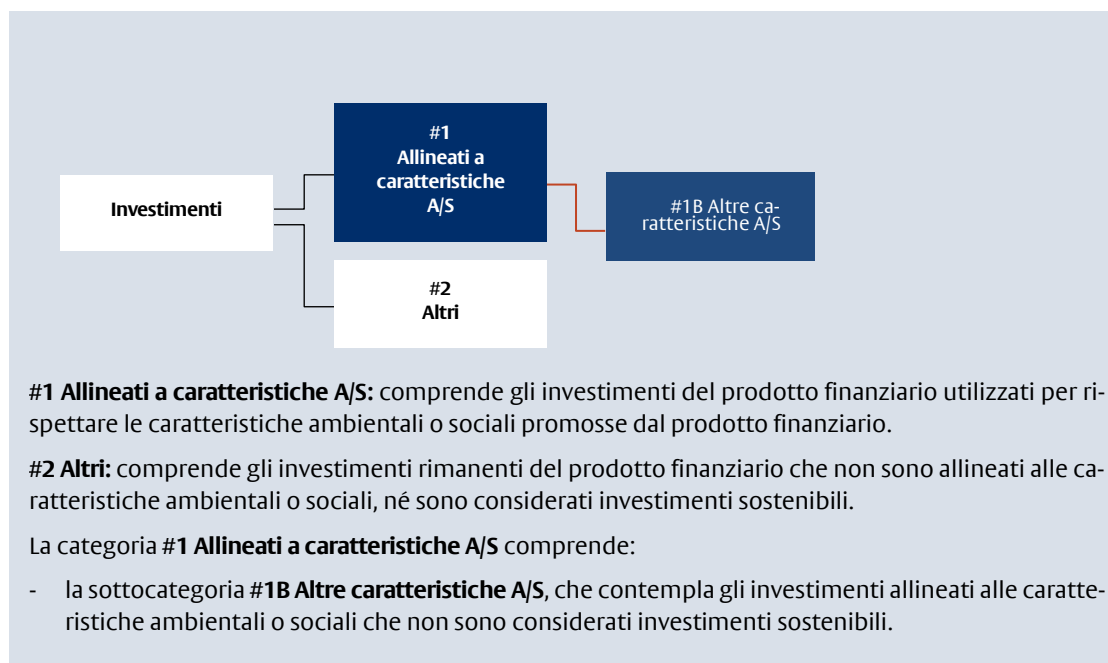 #1
Allineati a
caratteristiche
A/S
Investimenti
#1B Altre ca-
ratteristiche A/S
#2
Altri
#1 Allineati a caratteristiche A/S: comprende gli investimenti del prodotto finanziario utilizzati per ri-
spettare le caratteristiche ambientali o sociali promosse dal prodotto finanziario.
#2 Altri: comprende gli investimenti rimanenti del prodotto finanziario che non sono allineati alle ca-
ratteristiche ambientali o sociali, né sono considerati investimenti sostenibili.
La categoria #1 Allineati a caratteristiche A/S comprende:
- la sottocategoria #1B Altre caratteristiche A/S, che contempla gli investimenti allineati alle caratte-
ristiche ambientali o sociali che non sono considerati investimenti sostenibili.